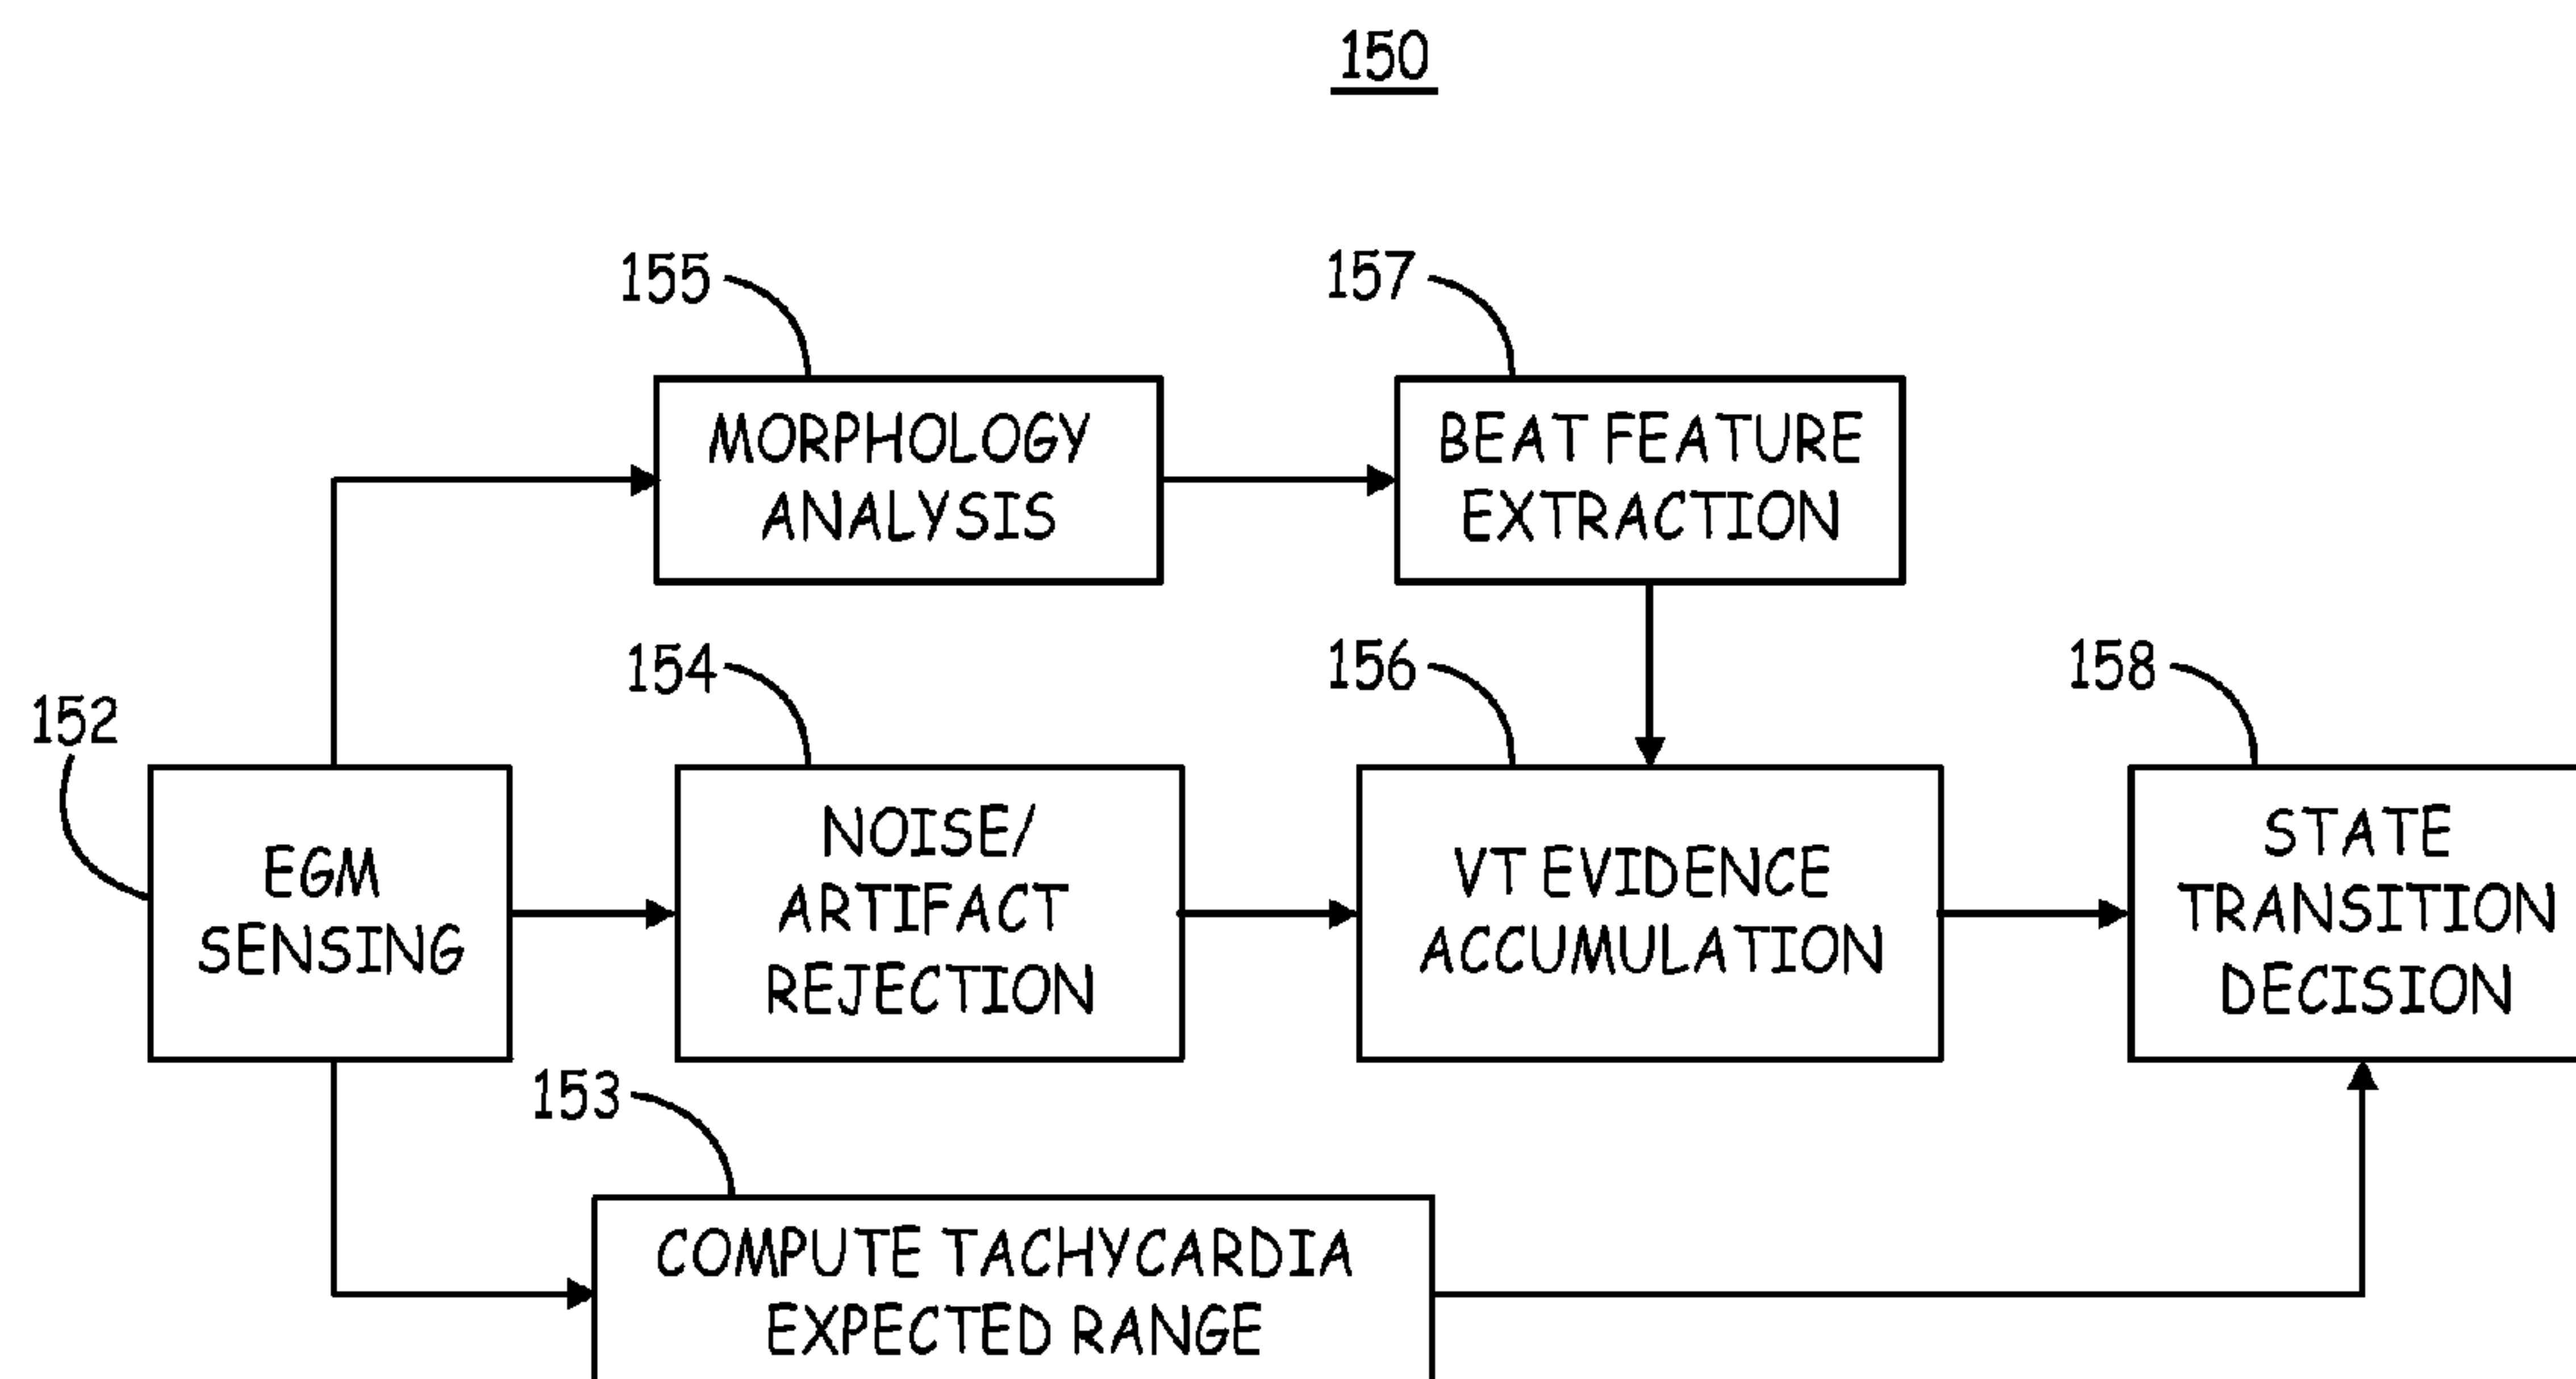 150
155
157
MORPHOLOGY
ANALYSIS
BEAT FEATURE
EXTRACTION
154
156
158
152
EGM
SENSING
NOISE/
ARTIFACT
REJECTION
VT EVIDENCE
ACCUMULATION
STATE
TRANSITION
DECISION
153
COMPUTE TACHYCARDIA
EXPECTED RANGE